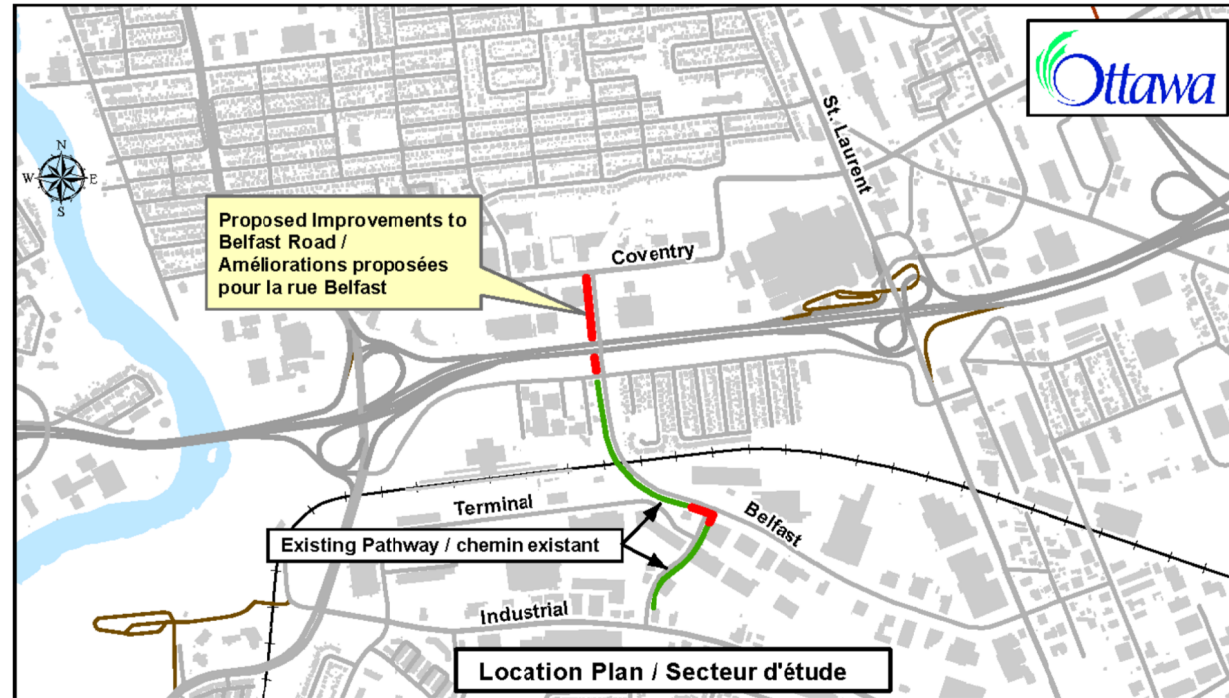 Ottawa
St. Laurent
N
W E
S
Proposed Improvements to
Belfast Road /
Améliorations proposées
pour la rue Belfast
Coventry
Terminal
Belfast
Existing Pathway / chemin existant
Industrial
Location Plan / Secteur d'étude